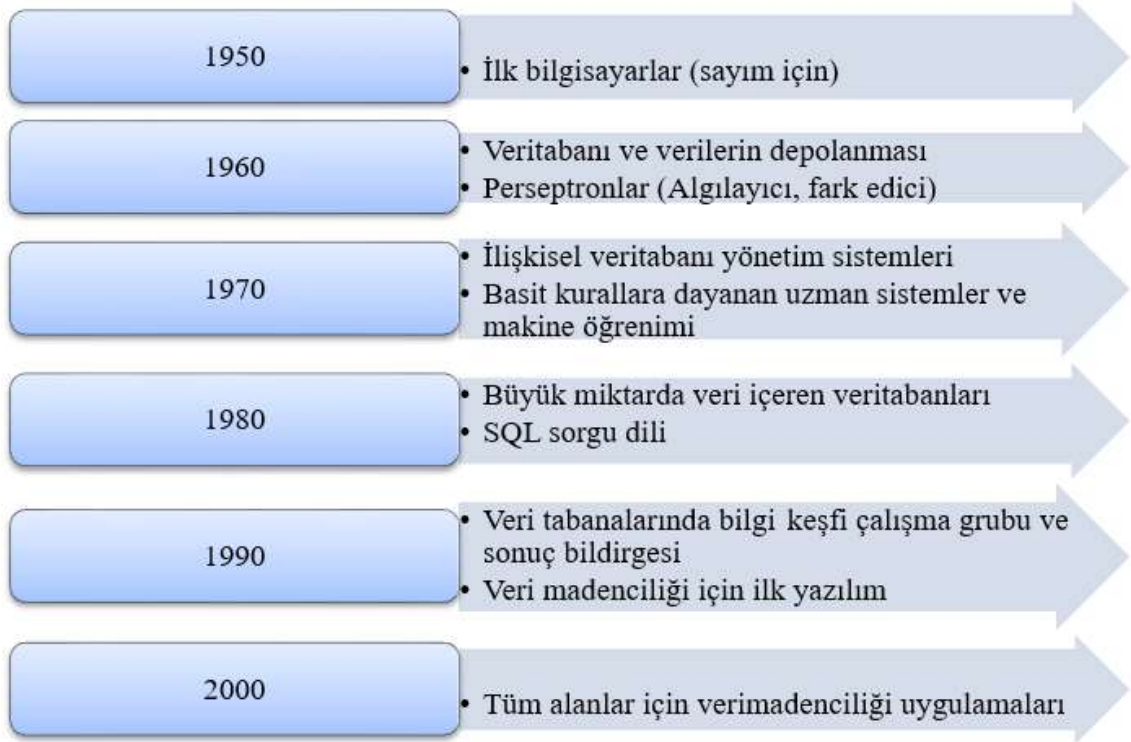 1950
• İlk bilgisayarlar (sayım için)
1960
• Veritabanı ve verilerin depolanması
• Perseptronlar (Algılayıcı, fark edici)
1970
• İlişkisel veritabanı yönetim sistemleri
• Basit kurallara dayanan uzman sistemler ve
makine öğrenimi
1980
• Büyük miktarda veri içeren veritabanları
• SQL sorgu dili
1990
• Veri tabanalarında bilgi keşfi çalışma grubu ve
sonuç bildirgesi
• Veri madenciliği için ilk yazılım
2000
• Tüm alanlar için verimadenciliği uygulamaları